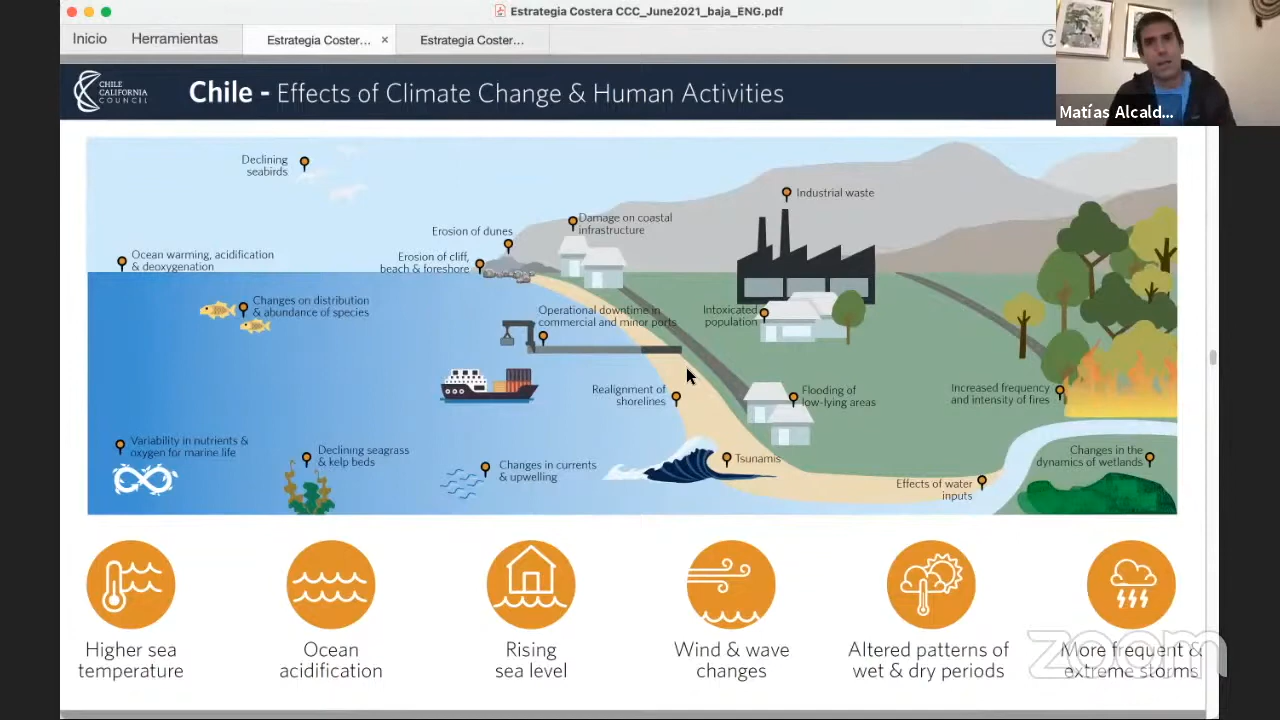 Estrategia Costera CCC_June2021_baja_ENG.pdf
Inicio
Herramientas
Estrategia Coster... ×
Estrategia Coster...
?
Matías Alcald...
CHILE
CALIFORNIA
COUNCIL
Chile - Effects of Climate Change & Human Activities
Declining
seabirds
Industrial waste
Damage on coastal
infrastructure
Erosion of dunes
Erosion of cliff,
beach & foreshore
Ocean warming, acidification
& deoxygenation
Changes on distribution
& abundance of species
Operational downtime in
commercial and minor ports
Intoxicated
population
Realignment of
shorelines
Flooding of
low-lying areas
Increased frequency
and intensity of fires
Variability in nutrients &
oxygen for marine life
Declining seagrass
& kelp beds
Changes in currents
& upwelling
Tsunamis
Effects of water
inputs
Changes in the
dynamics of wetlands
Higher sea
temperature
Ocean
acidification
Rising
sea level
Wind & wave
changes
Altered patterns of
wet & dry periods
More frequent &
extreme storms
zoom